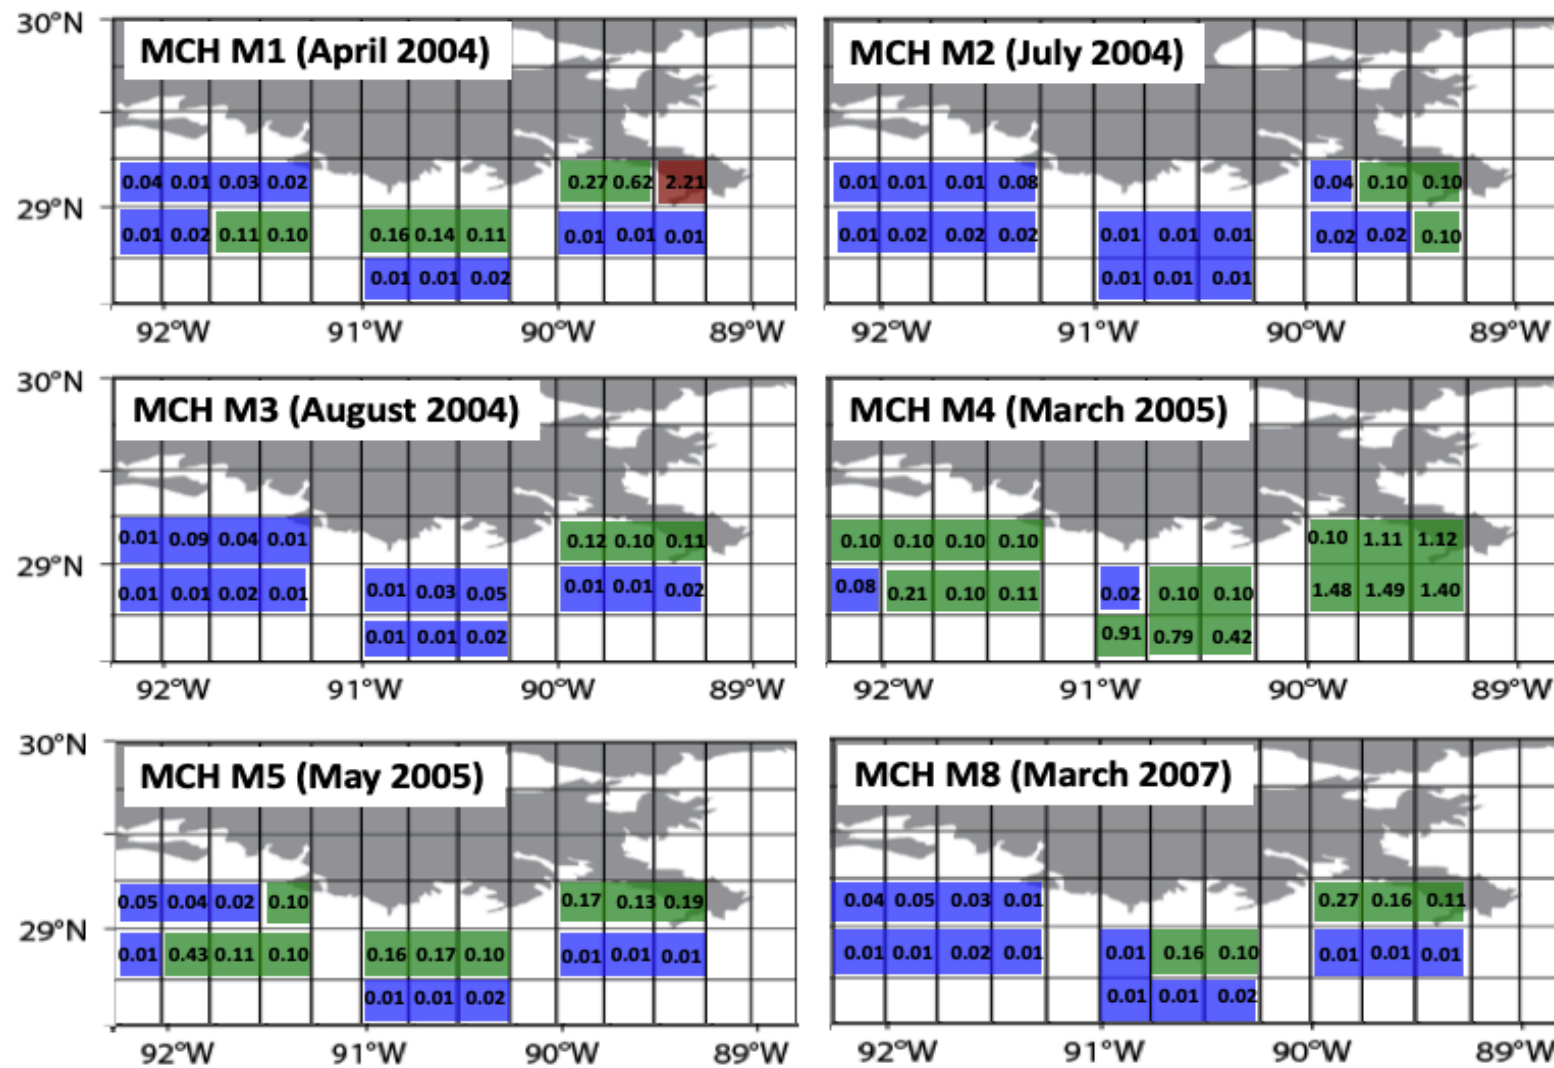 30°N
MCH M1 (April 2004)
0.04 0.01 0.03 0.02
0.27 0.62 2.21
29°N
0.01 0.02 0.11 0.10
0.16 0.14 0.11
0.01 0.01 0.01
0.01 0.01 0.02
92°W 91°W 90°W 89°W
MCH M2 (July 2004)
0.01 0.01 0.01 0.08
0.04 0.10 0.10
0.01 0.02 0.02 0.02
0.01 0.01 0.01
0.02 0.02 0.10
0.01 0.01 0.01
92°W 91°W 90°W 89°W
30°N
MCH M3 (August 2004)
0.01 0.09 0.04 0.01
0.12 0.10 0.11
29°N
0.01 0.01 0.02 0.01
0.01 0.03 0.05
0.01 0.01 0.02
0.01 0.01 0.02
92°W 91°W 90°W 89°W
MCH M4 (March 2005)
0.10 0.10 0.10 0.10
0.10 1.11 1.12
0.08 0.21 0.10 0.11
0.02 0.10 0.10
1.48 1.49 1.40
0.91 0.79 0.42
92°W 91°W 90°W 89°W
30°N
MCH M5 (May 2005)
0.05 0.04 0.02 0.10
0.17 0.13 0.19
29°N
0.01 0.43 0.11 0.10
0.16 0.17 0.10
0.01 0.01 0.01
0.01 0.01 0.02
92°W 91°W 90°W 89°W
MCH M8 (March 2007)
0.04 0.05 0.03 0.01
0.27 0.16 0.11
0.01 0.01 0.02 0.01
0.01 0.16 0.10
0.01 0.01 0.01
0.01 0.01 0.02
92°W 91°W 90°W 89°W